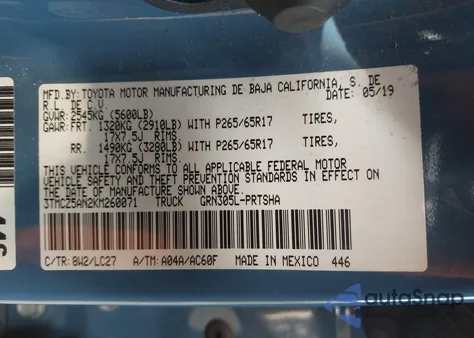 MFD. BY: TOYOTA MOTOR MANUFACTURING DE BAJA CALIFORNIA, S. DE
R.L. DE C.V. DATE: 05/19
GVWR: 2545KG (5600LB)
GAWR: FRT. 1320KG (2910LB) WITH P265/65R17 TIRES,
17X7.5J RIMS.
RR. 1490KG (3280LB) WITH P265/65R17 TIRES,
17X7.5J RIMS.
THIS VEHICLE CONFORMS TO ALL APPLICABLE FEDERAL MOTOR
VEHICLE SAFETY AND THEFT PREVENTION STANDARDS IN EFFECT ON
THE DATE OF MANUFACTURE SHOWN ABOVE.
3TMCZ5AN2KM260071 TRUCK GRN305L-PRTSHA
C/TR: 8W2/LC27 A/TM: A04A/AC60F MADE IN MEXICO 446
446
autoSnap